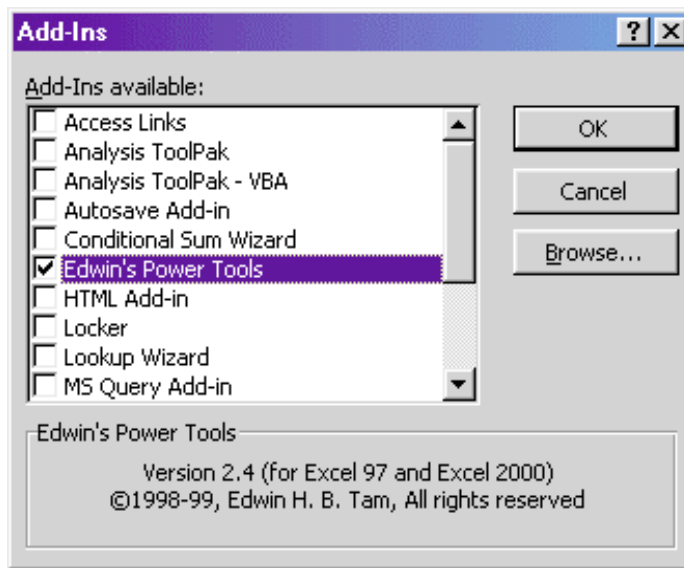 Add-Ins
Add-Ins available:
Access Links
Analysis ToolPak
Analysis ToolPak - VBA
Autosave Add-in
Conditional Sum Wizard
Edwin's Power Tools
HTML Add-in
Locker
Lookup Wizard
MS Query Add-in
OK
Cancel
Browse...
Edwin's Power Tools
Version 2.4 (for Excel 97 and Excel 2000)
©1998-99, Edwin H. B. Tam, All rights reserved